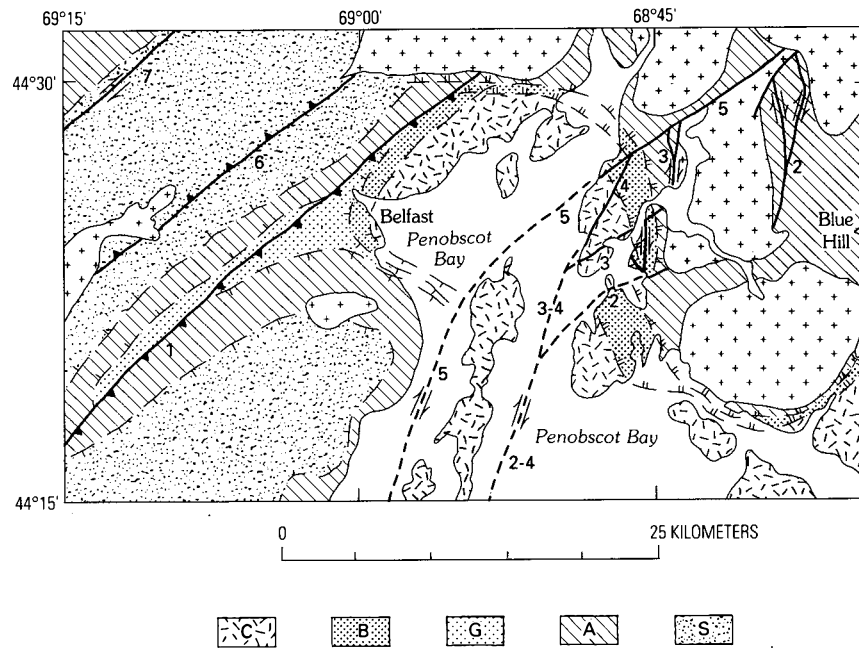 69°15'
69°00'
68°45'
44°30'
7
5
6
3
2
4
Belfast
Blue
Hill
Penobscot
Bay
5
3
2
3-4
1
5
Penobscot Bay
2-4
44°15'
0
25 KILOMETERS
C
B
G
A
S